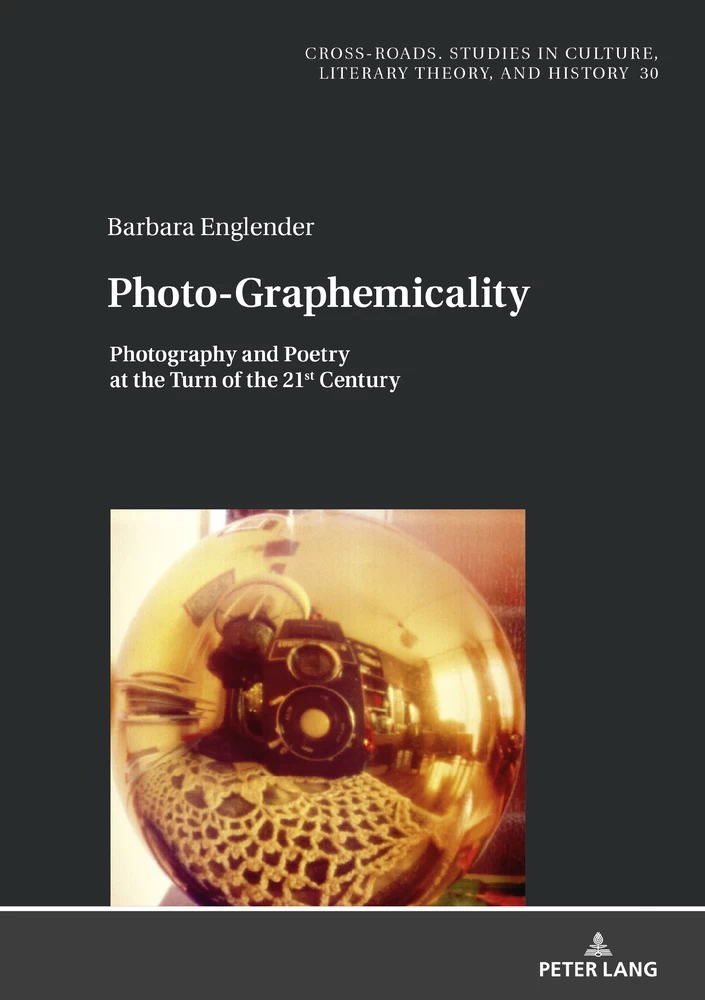 CROSS-ROADS. STUDIES IN CULTURE,
LITERARY THEORY, AND HISTORY 30
Barbara Englender
Photo-Graphemicality
Photography and Poetry
at the Turn of the 21st Century
PETER LANG